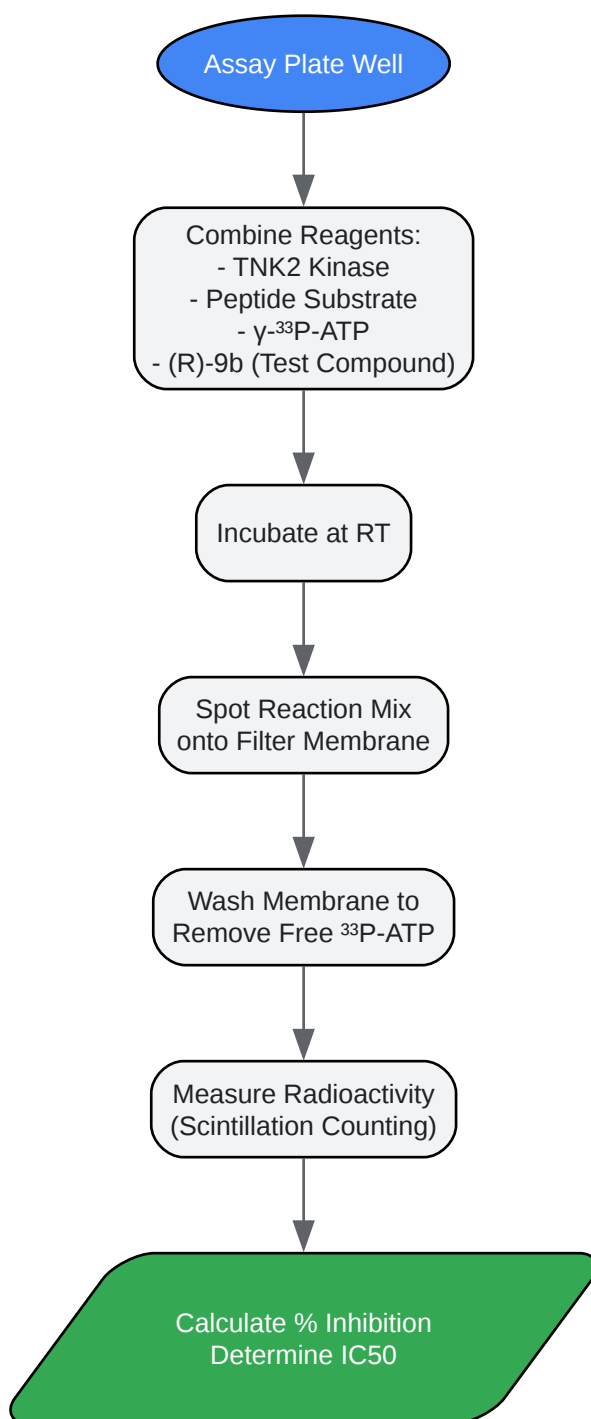 Assay Plate Well
Combine Reagents:
- TNK2 Kinase
- Peptide Substrate
- γ-³³P-ATP
- (R)-9b (Test Compound)
Incubate at RT
Spot Reaction Mix
onto Filter Membrane
Wash Membrane to
Remove Free ³³P-ATP
Measure Radioactivity
(Scintillation Counting)
Calculate % Inhibition
Determine IC50